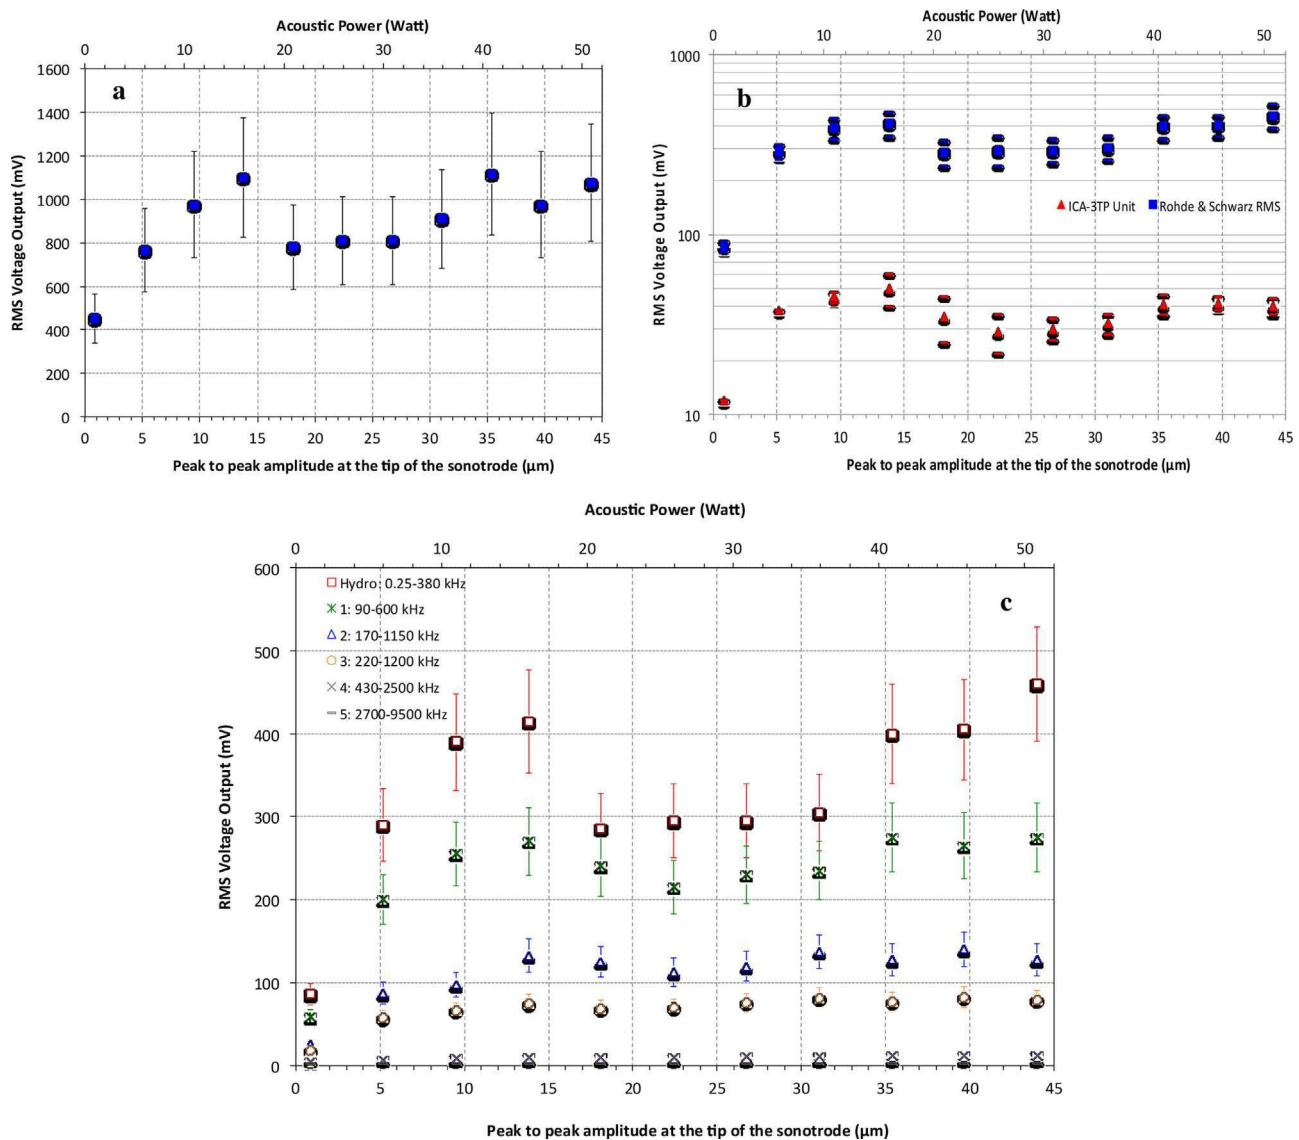 Acoustic Power (Watt)
0 10 20 30 40 50
1600
1400
1200
1000
800
600
400
200
0
a
RMS Voltage Output (mV)
0 5 10 15 20 25 30 35 40 45
Peak to peak amplitude at the tip of the sonotrode (µm)
Acoustic Power (Watt)
0 10 20 30 40 50
1000
100
10
b
RMS Voltage Output (mV)
ICA-3TP Unit Rohde & Schwarz RMS
0 5 10 15 20 25 30 35 40 45
Peak to peak amplitude at the tip of the sonotrode (µm)
Acoustic Power (Watt)
0 10 20 30 40 50
600
500
400
300
200
100
0
Hydro: 0.25-380 kHz
1: 90-600 kHz
2: 170-1150 kHz
3: 220-1200 kHz
4: 430-2500 kHz
5: 2700-9500 kHz
c
RMS Voltage Output (mV)
0 5 10 15 20 25 30 35 40 45
Peak to peak amplitude at the tip of the sonotrode (µm)